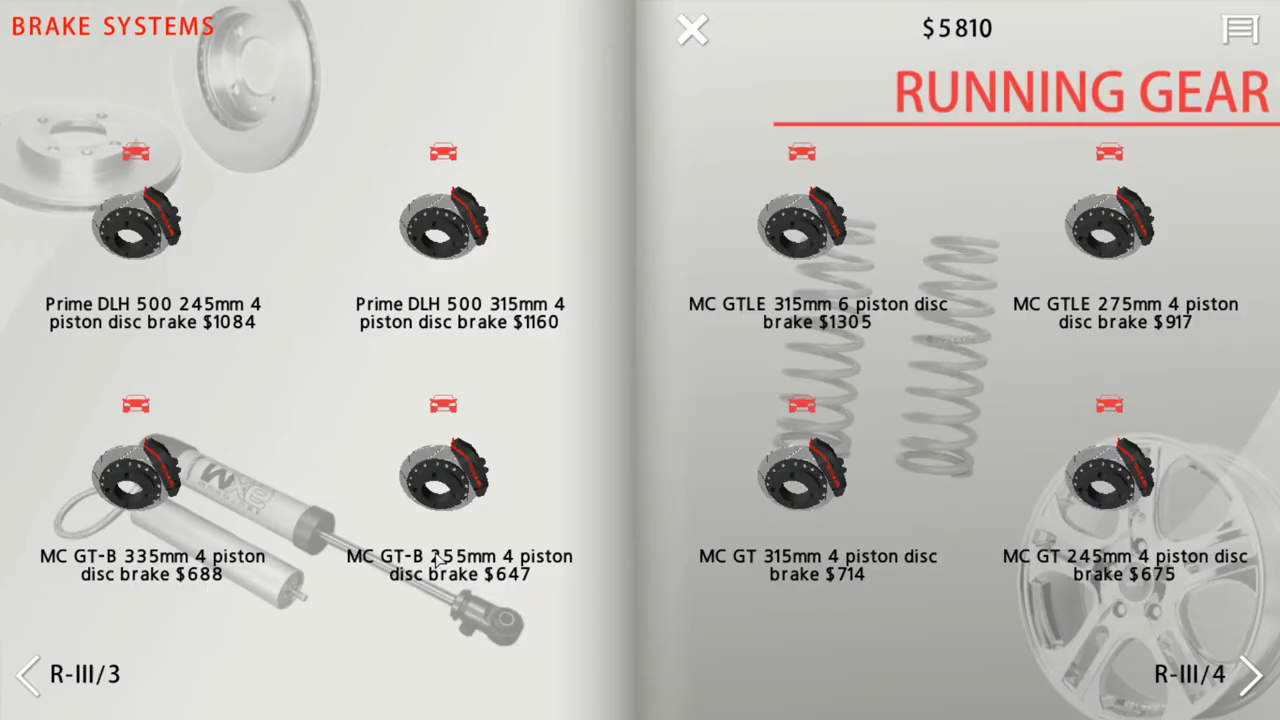 BRAKE SYSTEMS
$5810
RUNNING GEAR
Prime DLH 500 245mm 4
piston disc brake $1084
Prime DLH 500 315mm 4
piston disc brake $1160
MC GTLE 315mm 6 piston disc
brake $1305
MC GTLE 275mm 4 piston
disc brake $917
MC GT-B 335mm 4 piston
disc brake $688
MC GT-B 255mm 4 piston
disc brake $647
MC GT 315mm 4 piston disc
brake $714
MC GT 245mm 4 piston disc
brake $675
R-III/3
R-III/4